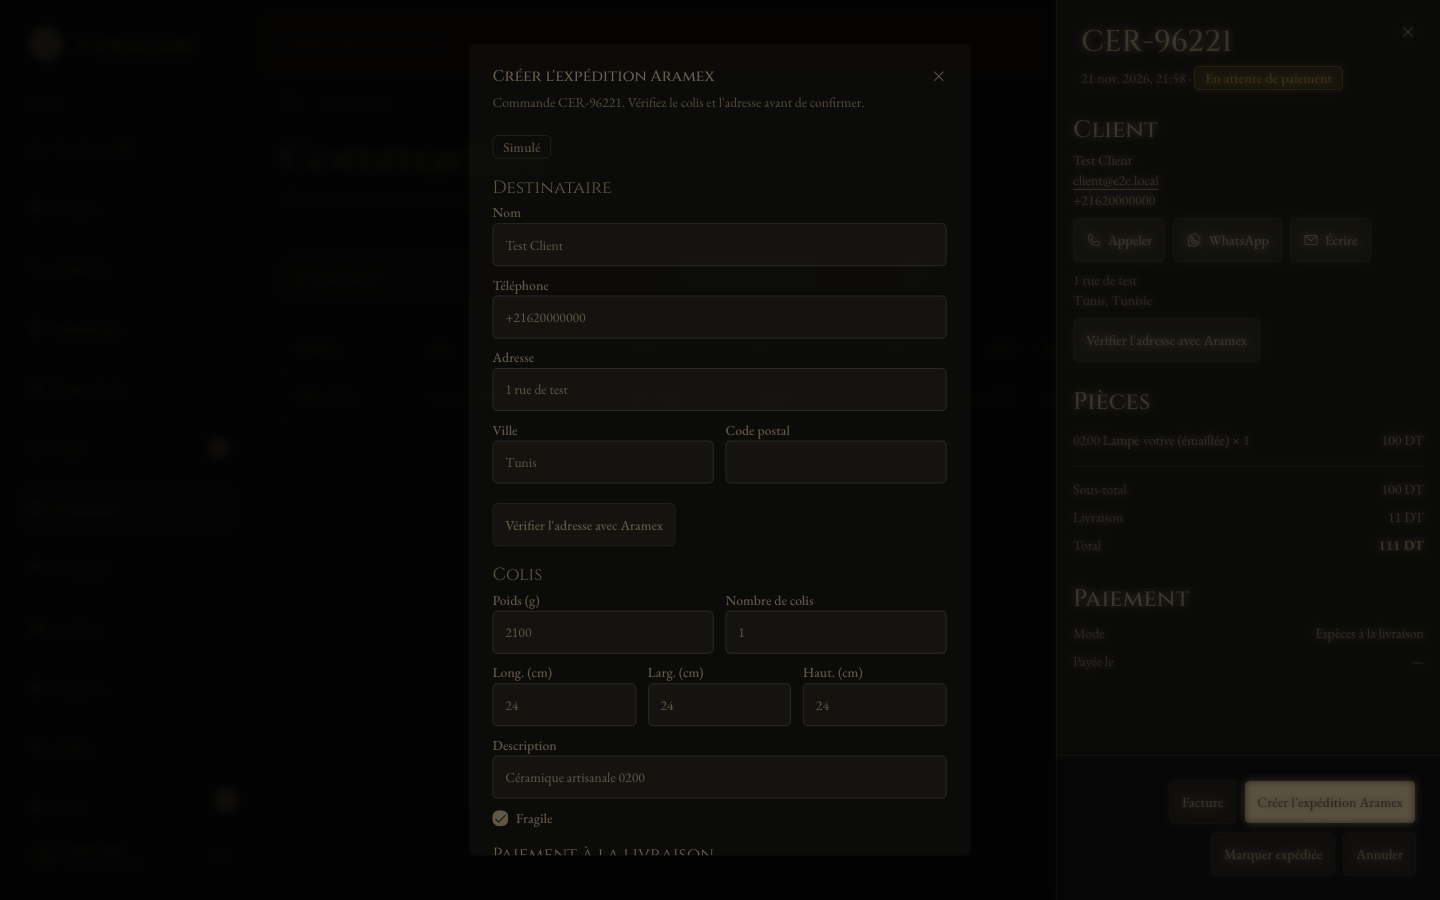 Créer l'expédition Aramex
Commande CER-96221. Vérifiez le colis et l'adresse avant de confirmer.
Simulé
Destinataire
Nom
Test Client
Téléphone
+21620000000
Adresse
1 rue de test
Ville
Code postal
Tunis
Vérifier l'adresse avec Aramex
Colis
Poids (g)
Nombre de colis
2100
1
Long. (cm)
Larg. (cm)
Haut. (cm)
24
24
24
Description
Céramique artisanale 0200
Fragile
Paiement à la livraison
CER-96221
21 nov. 2026, 21:58 · En attente de paiement
Client
Test Client
client@e2e.local
+21620000000
Appeler
WhatsApp
Écrire
1 rue de test
Tunis, Tunisie
Vérifier l'adresse avec Aramex
Pièces
0200 Lampe votive (émaillée) × 1 100 DT
Sous-total 100 DT
Livraison 11 DT
Total 111 DT
Paiement
Mode Espèces à la livraison
Payée le —
Facture
Créer l'expédition Aramex
Marquer expédiée
Annuler